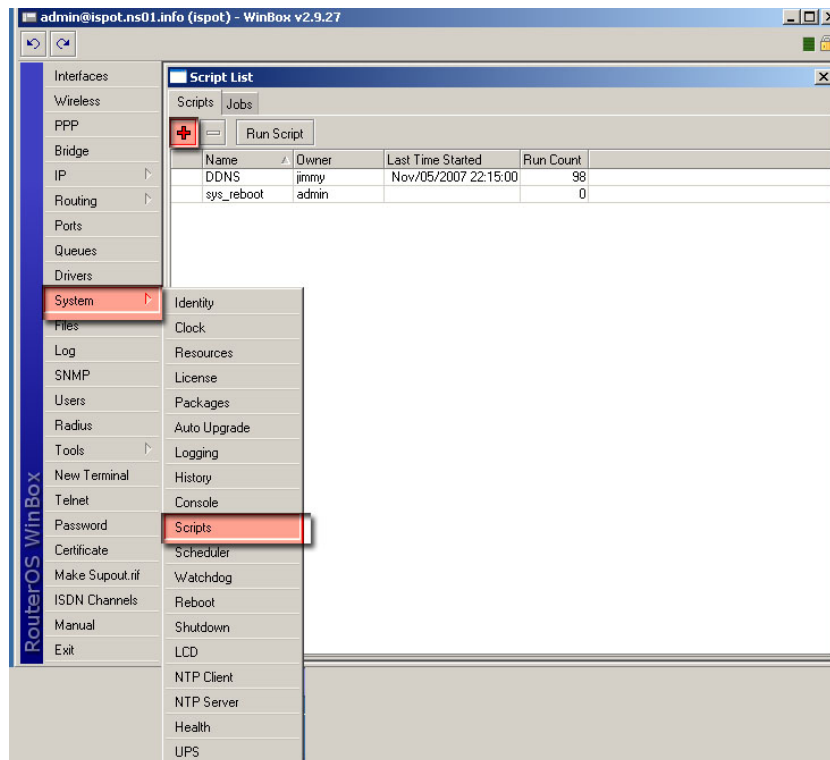 admin@ispot.ns01.info (ispot) - WinBox v2.9.27
Interfaces
Wireless
PPP
Bridge
IP
Routing
Ports
Queues
Drivers
System
Files
Log
SNMP
Users
Radius
Tools
New Terminal
Telnet
Password
Certificate
Make Supout.rif
ISDN Channels
Manual
Exit
RouterOS WinBox
Script List
Scripts Jobs
Run Script
Name Owner Last Time Started Run Count
DDNS jimmy Nov/05/2007 22:15:00 98
sys_reboot admin 0
Identity
Clock
Resources
License
Packages
Auto Upgrade
Logging
History
Console
Scripts
Scheduler
Watchdog
Reboot
Shutdown
LCD
NTP Client
NTP Server
Health
UPS